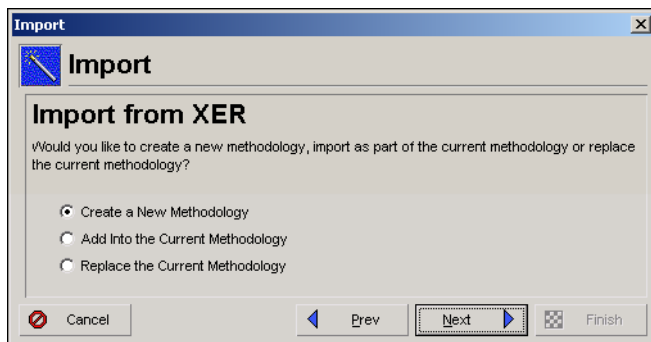 Import
Import
Import from XER
Would you like to create a new methodology, import as part of the current methodology or replace
the current methodology?
Create a New Methodology
Add Into the Current Methodology
Replace the Current Methodology
Cancel
Prev
Next
Finish